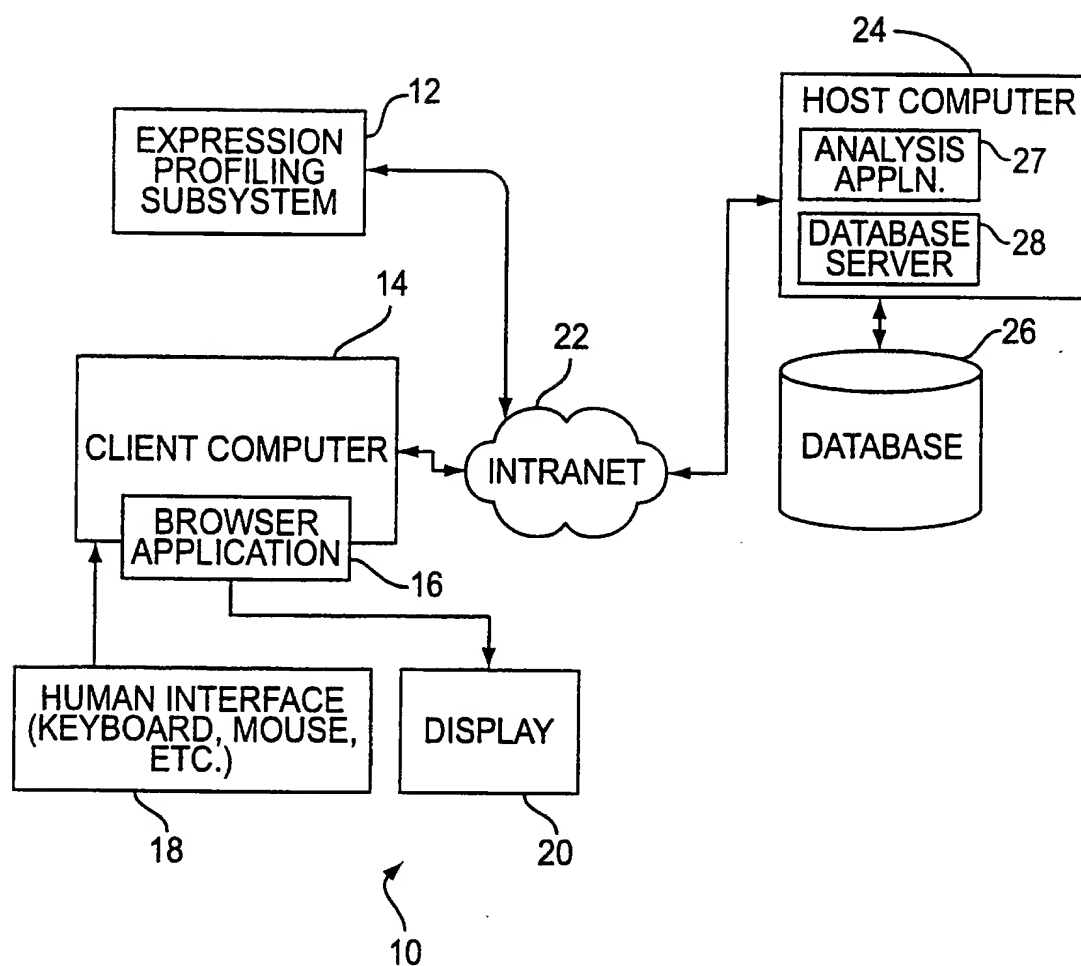 24
12
HOST COMPUTER
EXPRESSION
PROFILING
SUBSYSTEM
ANALYSIS
APPLN.
27
DATABASE
SERVER
28
14
22
26
CLIENT COMPUTER
INTRANET
DATABASE
BROWSER
APPLICATION
16
HUMAN INTERFACE
(KEYBOARD, MOUSE,
ETC.)
DISPLAY
18
20
10